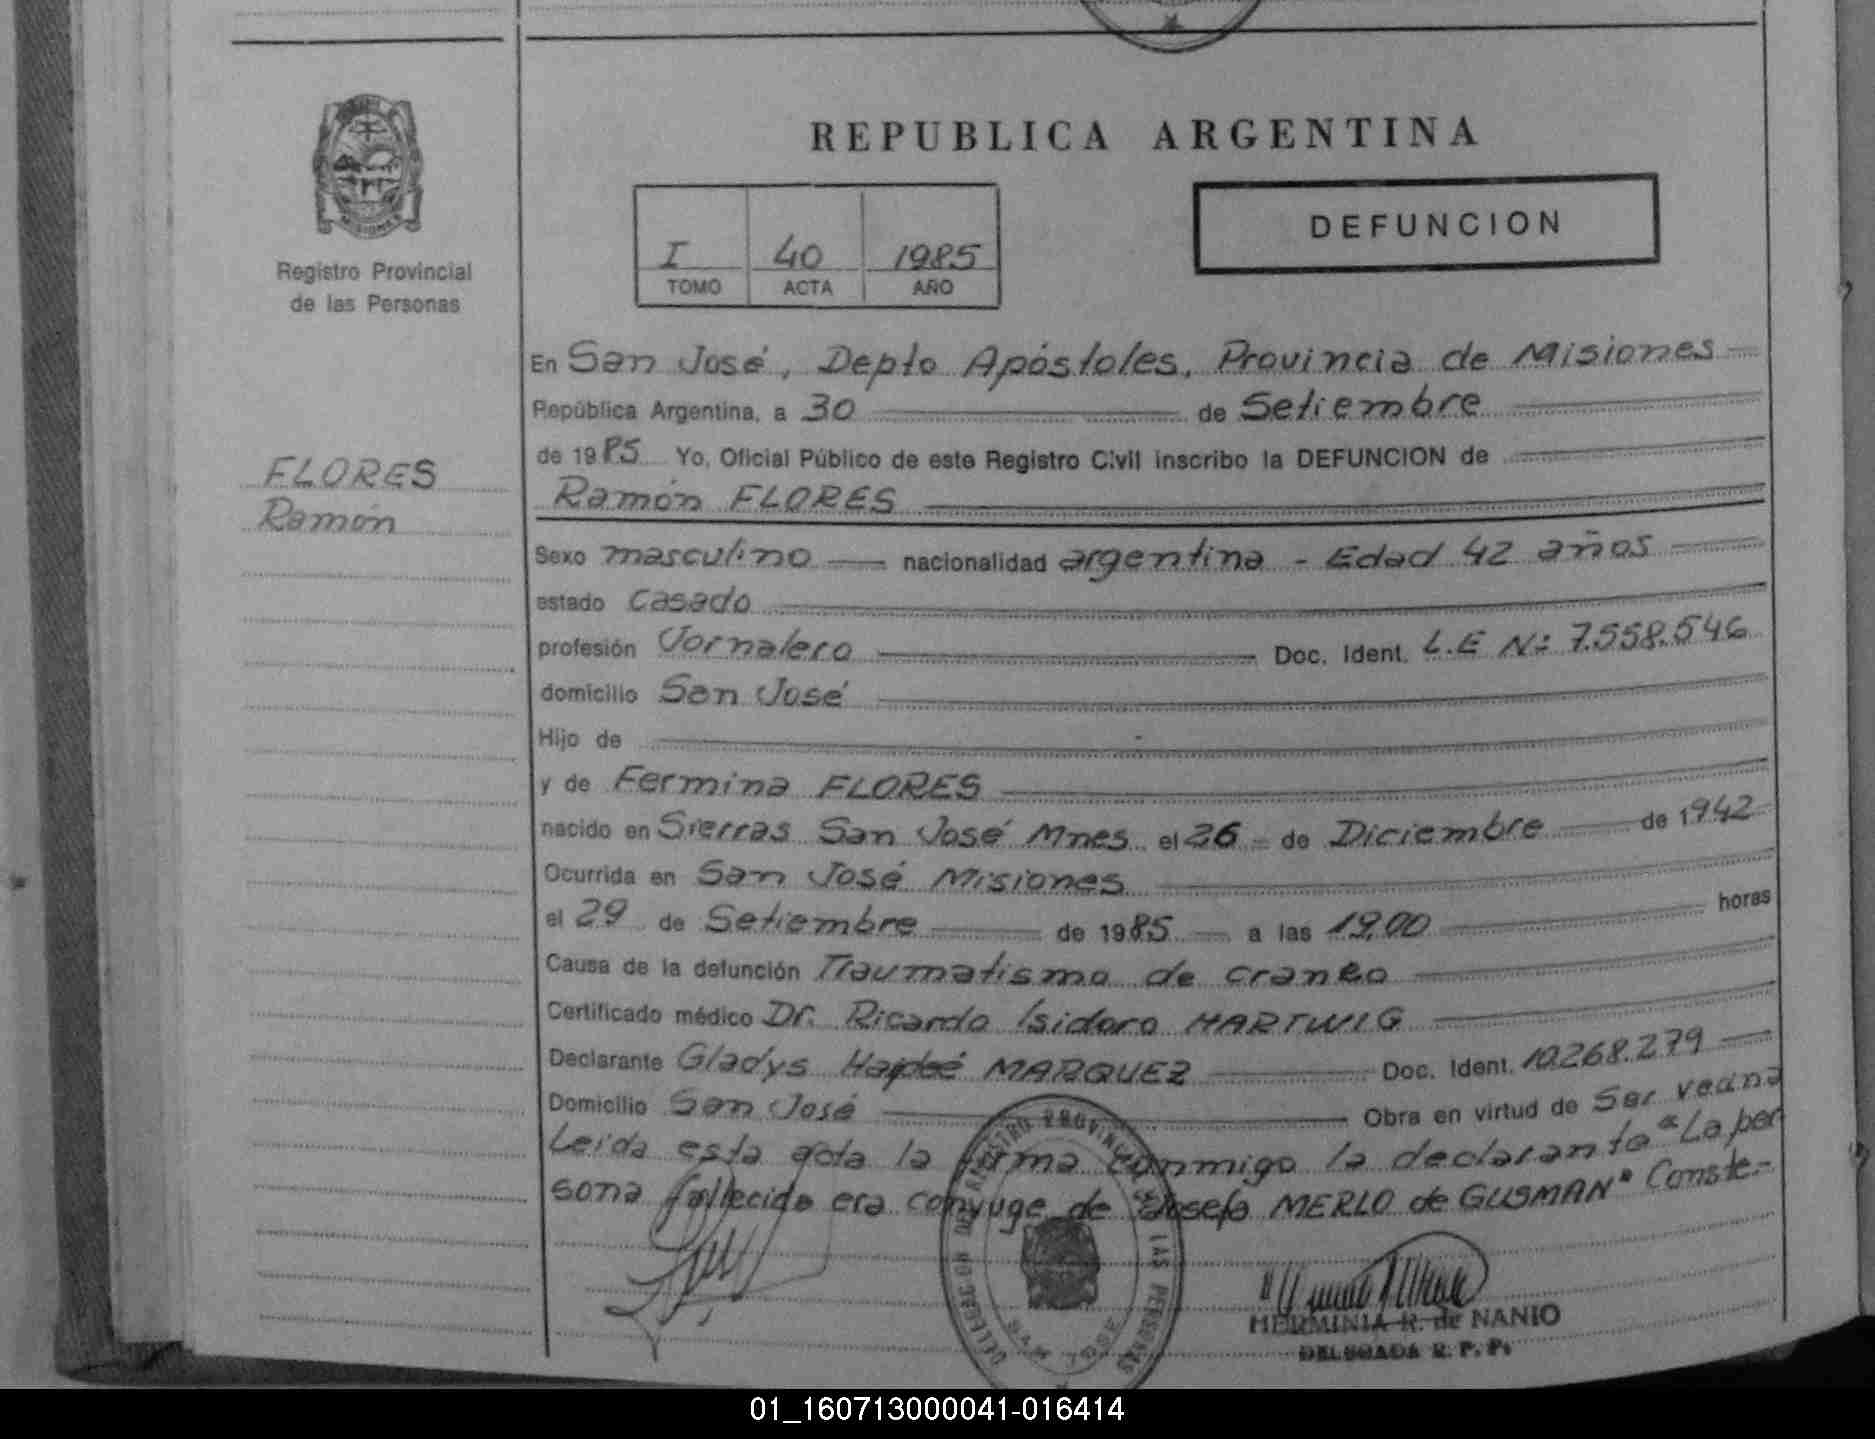 MISIONES
Registro Provincial
de las Personas
FLORES
Ramón
REPUBLICA ARGENTINA
I 40 1985
TOMO ACTA AÑO
DEFUNCION
En San José, Depto Apóstoles, Provincia de Misiones
República Argentina, a 30 de Setiembre
de 1985 Yo, Oficial Público de este Registro Civil inscribo la DEFUNCION de
Ramón FLORES
Sexo masculino nacionalidad argentina - Edad 42 años
estado casado
profesión Jornalero Doc. Ident. L.E Nº 7.558.546
domicilio San José
Hijo de
y de Fermina FLORES
nacido en Sierras San José Mnes el 26 de Diciembre de 1942
Ocurrida en San José Misiones
el 29 de Setiembre de 1985 a las 19,00 horas
Causa de la defunción Traumatismo de craneo
Certificado médico Dr. Ricardo Isidoro HARTWIG
Declarante Gladys MARQUEZ Doc. Ident. 10.268.279
Domicilio San José Obra en virtud de Ser vecina
Leida esta acta la firma conmigo la declarante "La per
sona fallecida era conyuge de Josefa MERLO de GUSMAN" Conste.-
HERMINIA R. de NANIO
DELEGADA R. P. P.
01_160713000041-016414